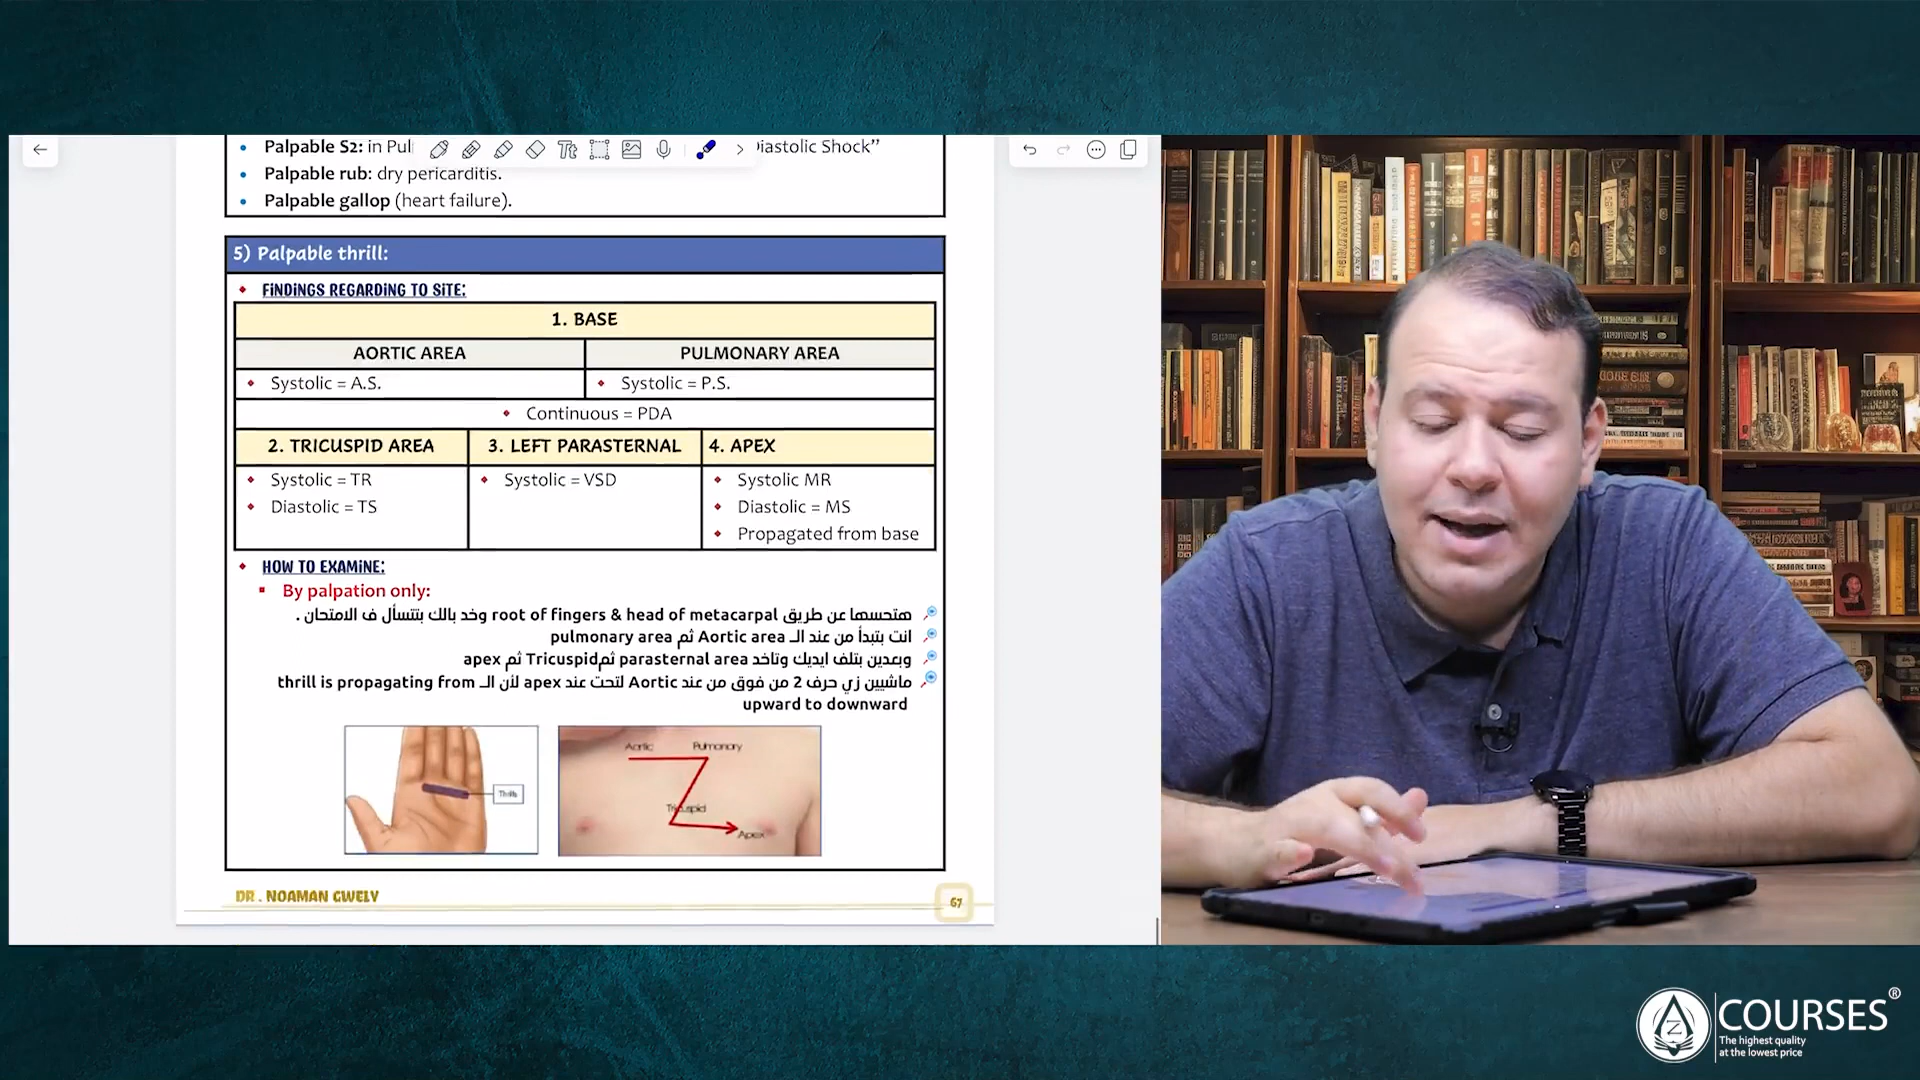 Palpable S2: in Pul
iastolic Shock”
Palpable rub: dry pericarditis.
Palpable gallop (heart failure).
5) Palpable thrill:
FINDINGS REGARDING TO SITE:
1. BASE
AORTIC AREA
PULMONARY AREA
Systolic = A.S.
Systolic = P.S.
Continuous = PDA
2. TRICUSPID AREA
3. LEFT PARASTERNAL
4. APEX
Systolic = TR
Diastolic = TS
Systolic = VSD
Systolic MR
Diastolic = MS
Propagated from base
HOW TO EXAMINE:
By palpation only:
هتحسها عن طريق root of fingers & head of metacarpal وخد بالك بتتسأل ف الامتحان .
انت بتبدأ من عند الـ Aortic area ثم pulmonary area
وبعدين بتلف ايديك وتاخد parasternal area ثم Tricuspid ثم apex
ماشيين زي حرف 2 من فوق من عند Aortic لتحت عند apex لأن الـ thrill is propagating from
upward to downward
Thrills
Aortic
Pulmonary
Tricuspid
Apex
DR . NOAMAN GWELY
67
COURSES®
The highest quality
at the lowest price